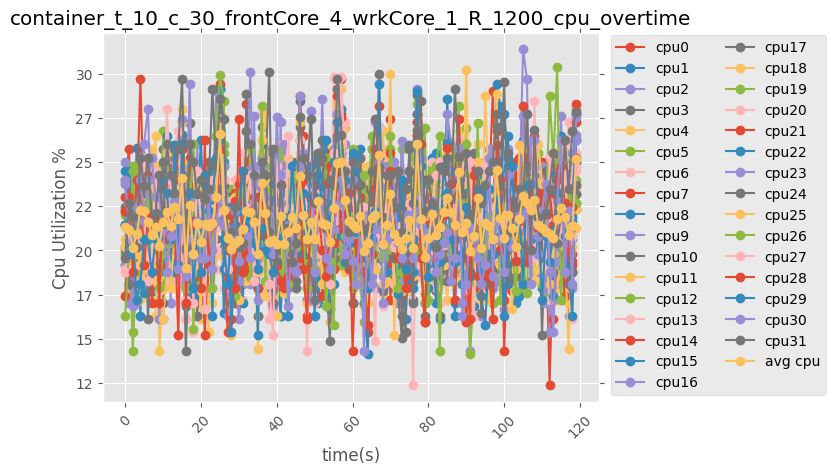 container_t_10_c_30_frontCore_4_wrkCore_1_R_1200_cpu_overtime
Cpu Utilization %
30
27
25
22
20
17
15
12
0
20
40
60
80
100
120
time(s)
cpu0
cpu1
cpu2
cpu3
cpu4
cpu5
cpu6
cpu7
cpu8
cpu9
cpu10
cpu11
cpu12
cpu13
cpu14
cpu15
cpu16
cpu17
cpu18
cpu19
cpu20
cpu21
cpu22
cpu23
cpu24
cpu25
cpu26
cpu27
cpu28
cpu29
cpu30
cpu31
avg cpu